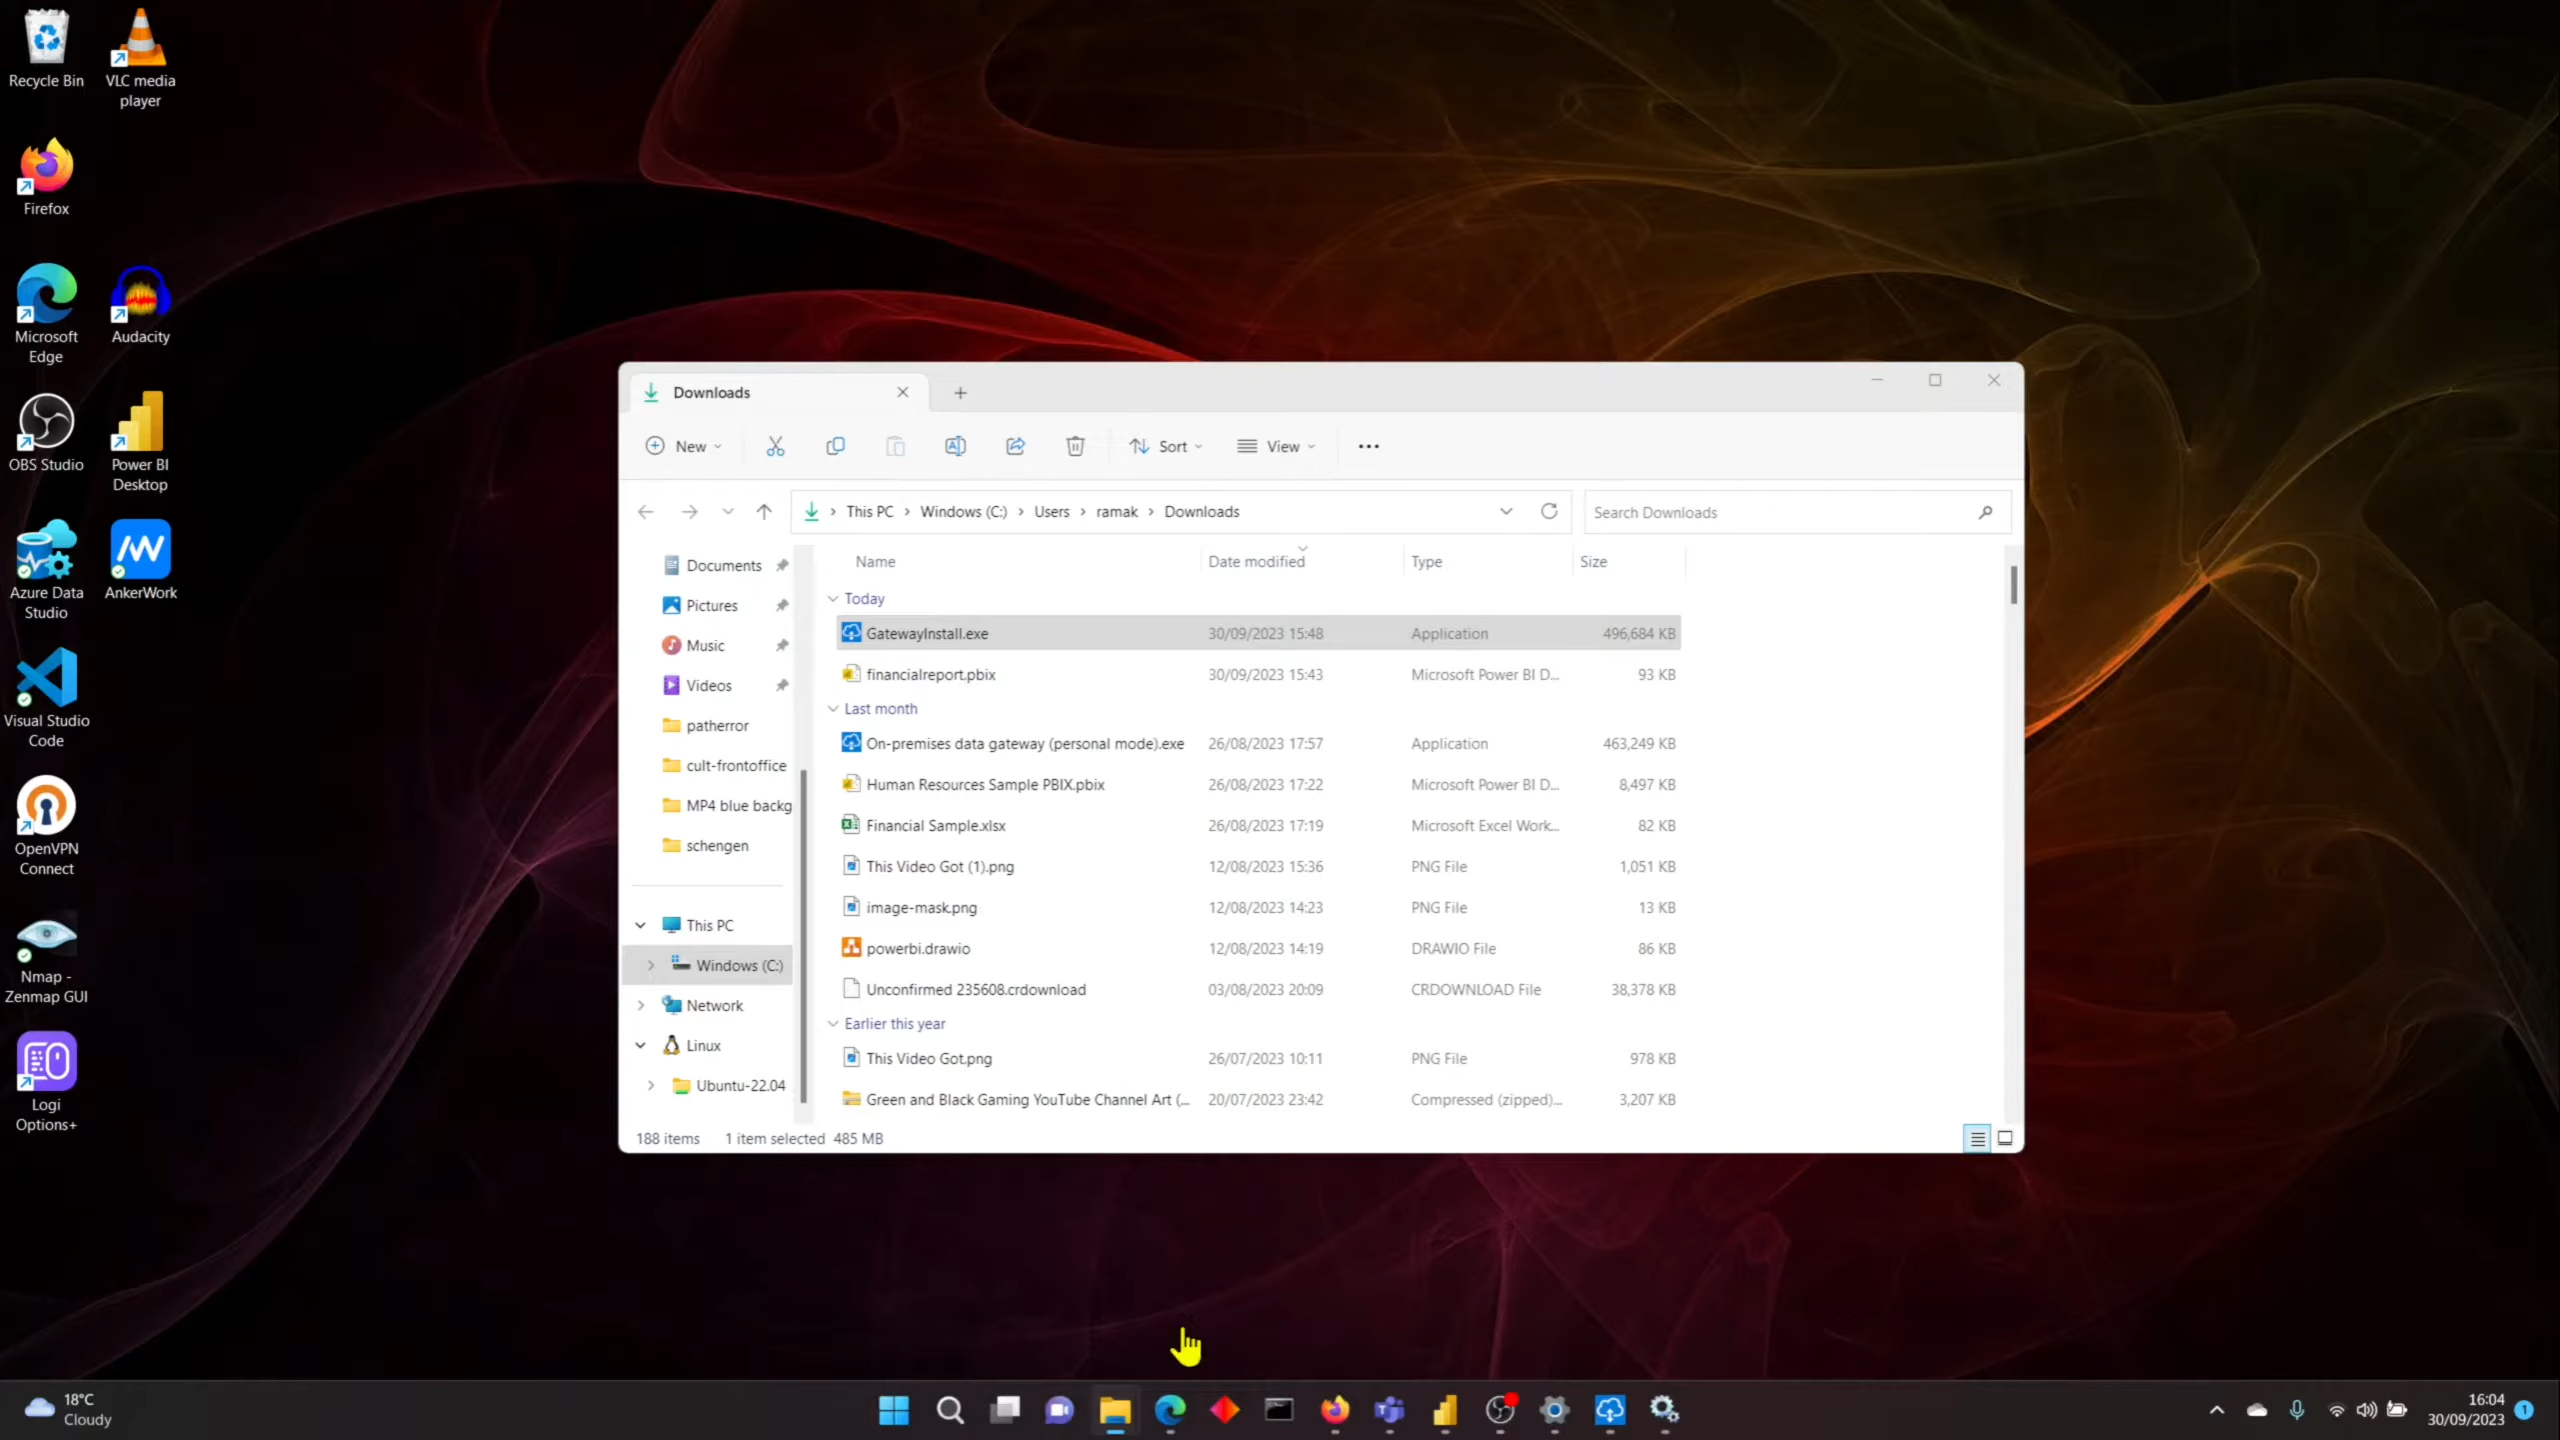 Recycle Bin
VLC media
player
Firefox
Microsoft
Edge
Audacity
OBS Studio
Power BI
Desktop
Azure Data
Studio
AnkerWork
Visual Studio
Code
OpenVPN
Connect
Nmap -
Zenmap GUI
Logi
Options+
Downloads
New
Sort
View
This PC
Windows (C:)
Users
ramak
Downloads
Search Downloads
Documents
Pictures
Music
Videos
patherror
cult-frontoffice
MP4 blue backg
schengen
This PC
Windows (C:)
Network
Linux
Ubuntu-22.04
Name Date modified Type Size
Today
GatewayInstall.exe 30/09/2023 15:48 Application 496,684 KB
financialreport.pbix 30/09/2023 15:43 Microsoft Power BI D... 93 KB
Last month
On-premises data gateway (personal mode).exe 26/08/2023 17:57 Application 463,249 KB
Human Resources Sample PBIX.pbix 26/08/2023 17:22 Microsoft Power BI D... 8,497 KB
Financial Sample.xlsx 26/08/2023 17:19 Microsoft Excel Work... 82 KB
This Video Got (1).png 12/08/2023 15:36 PNG File 1,051 KB
image-mask.png 12/08/2023 14:23 PNG File 13 KB
powerbi.drawio 12/08/2023 14:19 DRAWIO File 86 KB
Unconfirmed 235608.crdownload 03/08/2023 20:09 CRDOWNLOAD File 38,378 KB
Earlier this year
This Video Got.png 26/07/2023 10:11 PNG File 978 KB
Green and Black Gaming YouTube Channel Art (... 20/07/2023 23:42 Compressed (zipped)... 3,207 KB
188 items 1 item selected 485 MB
18°C
Cloudy
16:04
30/09/2023
1